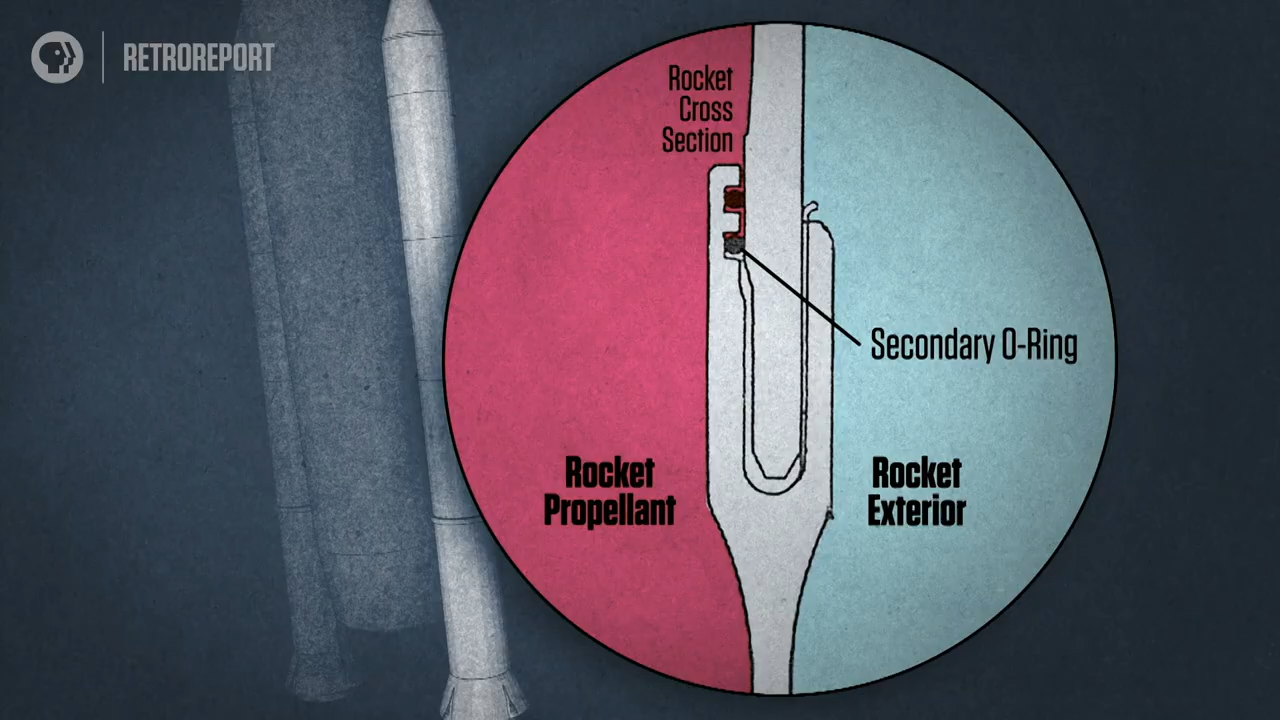 RETROREPORT
Rocket
Cross
Section
Secondary O-Ring
Rocket
Propellant
Rocket
Exterior